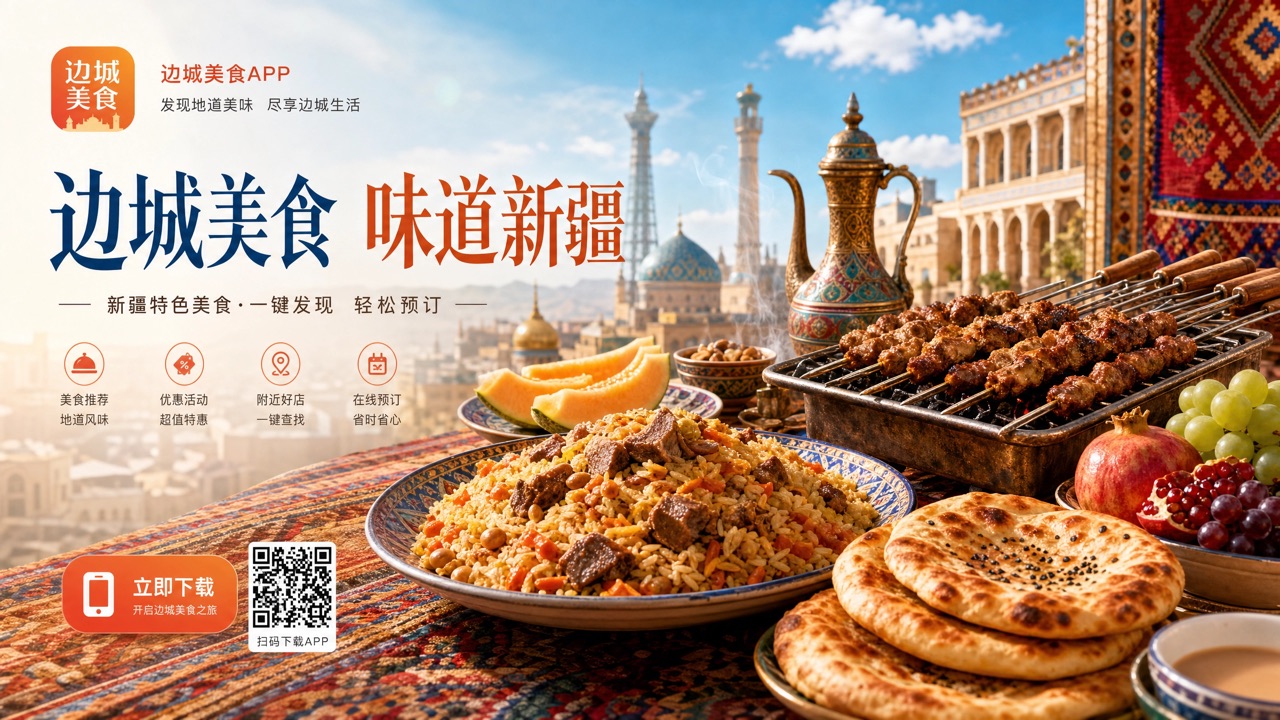 边城
美食
边城美食APP
发现地道美味 尽享边城生活
边城美食 味道新疆
新疆特色美食·一键发现 轻松预订
美食推荐
地道风味
优惠活动
超值特惠
附近好店
一键查找
在线预订
省时省心
立即下载
开启边城美食之旅
扫码下载APP